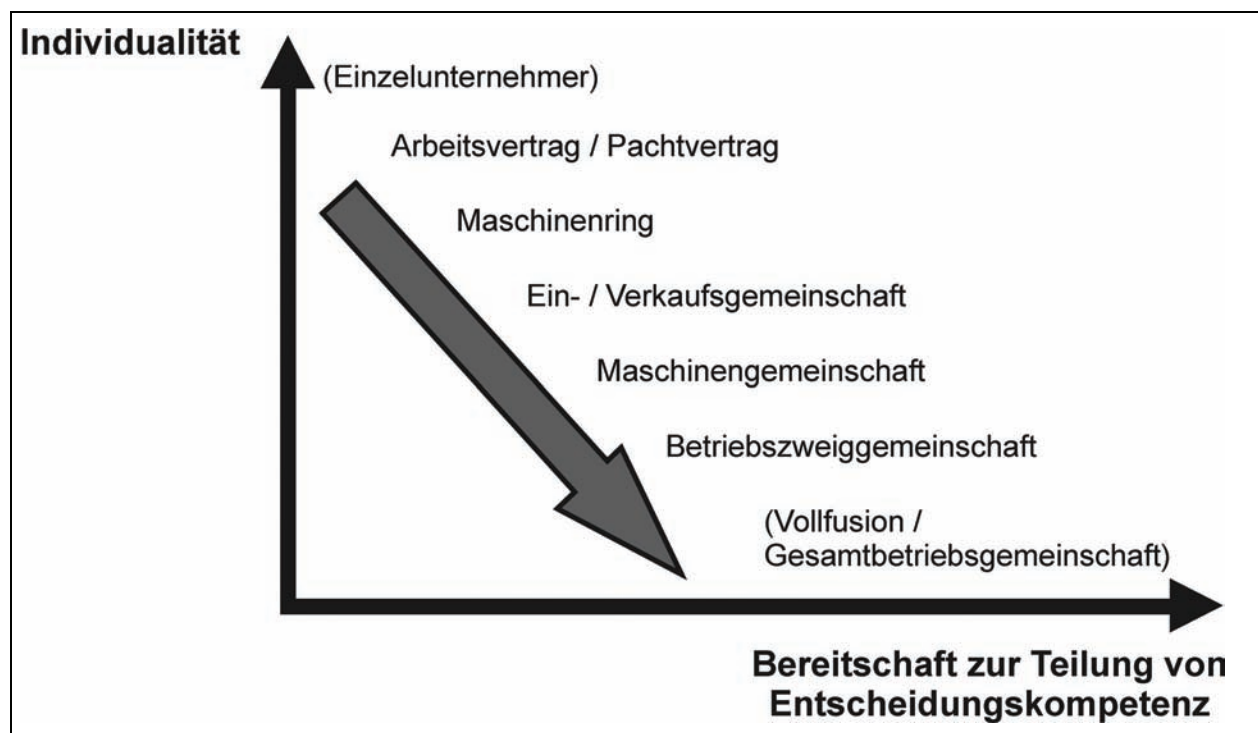 Individualität
(Einzelunternehmer)
Arbeitsvertrag / Pachtvertrag
Maschinenring
Ein- / Verkaufsgemeinschaft
Maschinengemeinschaft
Betriebszweiggemeinschaft
(Vollfusion /
Gesamtbetriebsgemeinschaft)
Bereitschaft zur Teilung von
Entscheidungskompetenz